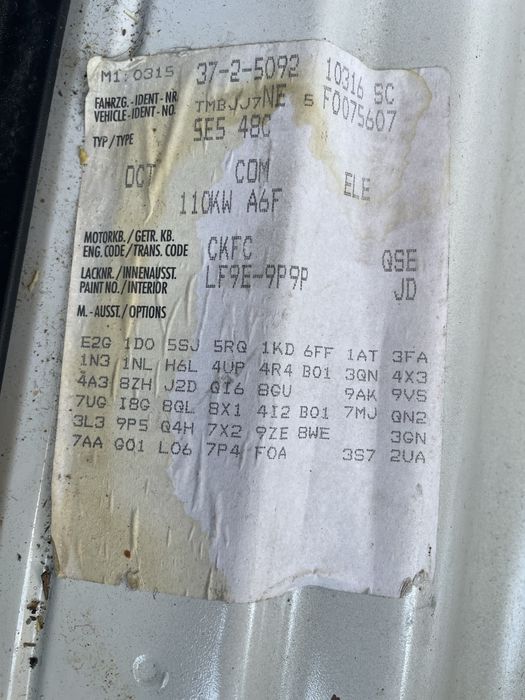 M1: 0315 37-2-5092 10316 SC
FAHRZG.-IDENT-NR. TMBJJ7NE 5 F0075607
VEHICLE-IDENT-NO.
TYP/TYPE 5E5 48C
OCT COM ELE
110KW A6F
MOTORKB./GETR.KB. CKFC QSE
ENG.CODE/TRANS.CODE
LACKNR./INNENAUSST. LF9E-9P9P JD
PAINT NO./INTERIOR
M.-AUSST./OPTIONS
E2G 1D0 5SJ 5RQ 1KD 6FF 1AT 3FA
1N3 1NL H6L 4UP 4R4 B01 3QN 4X3
4A3 8ZH J2D QI6 8GU 9AK 9VS
7UG I8G 8QL 8X1 4I2 B01 7MJ QN2
3L3 9P5 Q4H 7X2 9ZE 8WE 3GN
7AA G01 L06 7P4 F0A 3S7 2UA